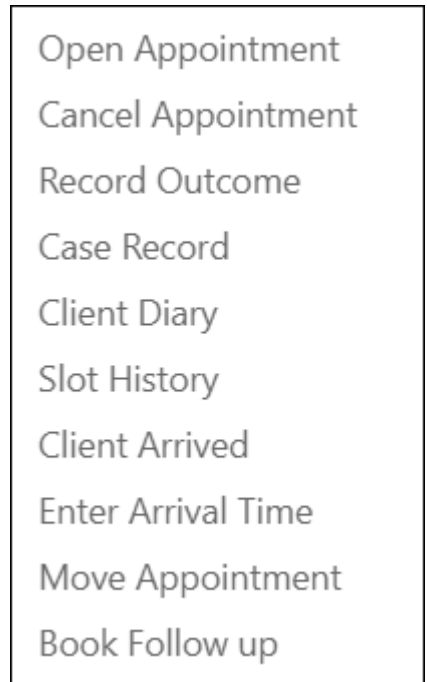 Open Appointment
Cancel Appointment
Record Outcome
Case Record
Client Diary
Slot History
Client Arrived
Enter Arrival Time
Move Appointment
Book Follow up